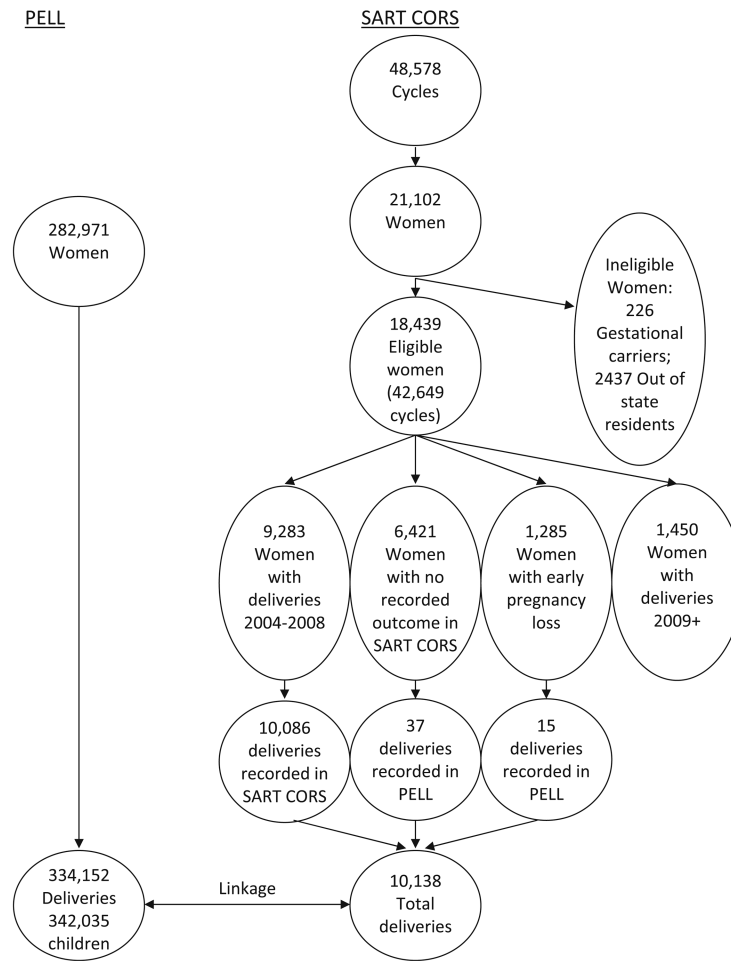 PELL
SART CORS
48,578
Cycles
21,102
Women
282,971
Women
Ineligible
Women:
226
Gestational
carriers;
2437 Out of
state
residents
18,439
Eligible
women
(42,649
cycles)
9,283
Women
with
deliveries
2004-2008
6,421
Women
with no
recorded
outcome in
SART CORS
1,285
Women
with early
pregnancy
loss
1,450
Women
with
deliveries
2009+
10,086
deliveries
recorded in
SART CORS
37
deliveries
recorded in
PELL
15
deliveries
recorded in
PELL
334,152
Deliveries
342,035
children
Linkage
10,138
Total
deliveries